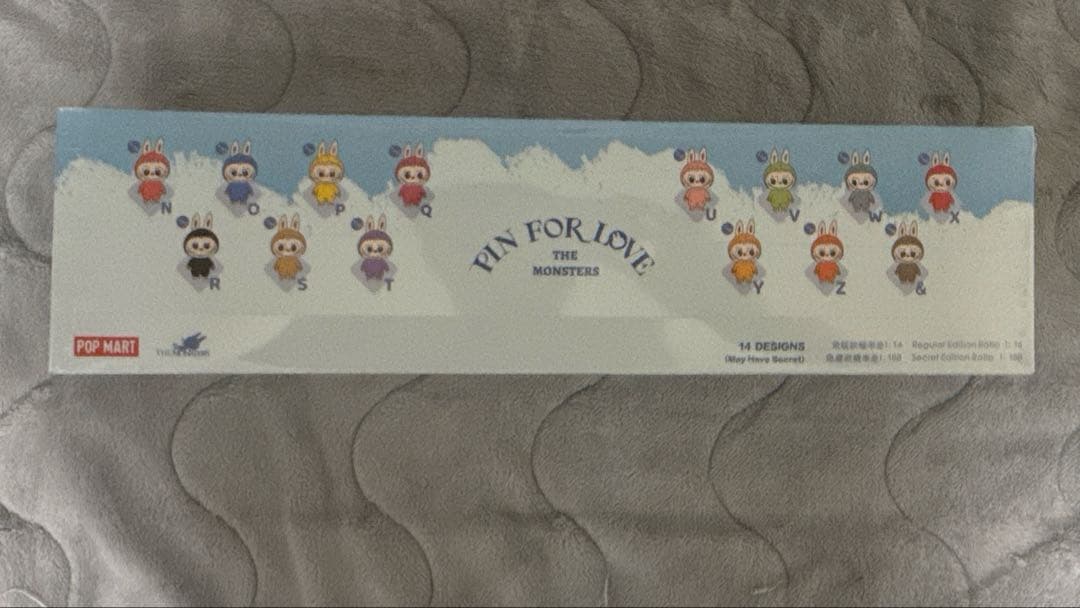 N O P Q
R S T
PIN FOR LOVE
THE
MONSTERS
U V W X
Y Z &
POP MART
14 DESIGNS
(May Have Secret)
Regular Edition Ratio 1:
Secret Edition Ratio 1: 168